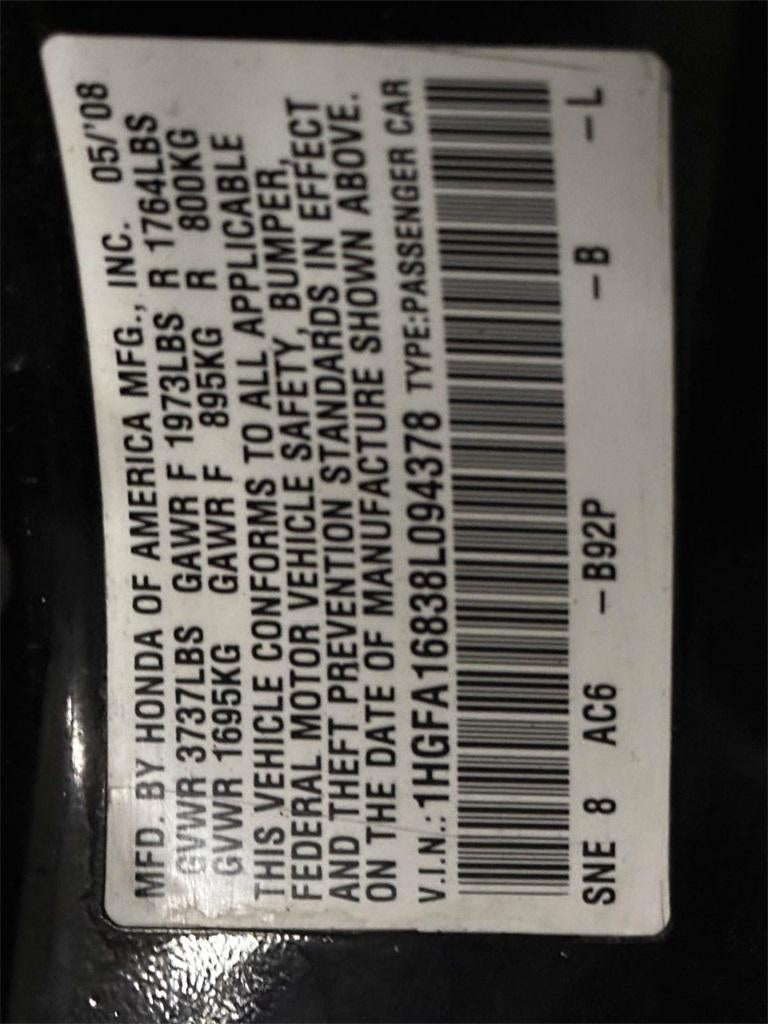 MFD. BY HONDA OF AMERICA MFG., INC. 05/'08
GVWR 3737LBS GAWR F 1973LBS R 1764LBS
GVWR 1695KG GAWR F 895KG R 800KG
THIS VEHICLE CONFORMS TO ALL APPLICABLE
FEDERAL MOTOR VEHICLE SAFETY, BUMPER,
AND THEFT PREVENTION STANDARDS IN EFFECT
ON THE DATE OF MANUFACTURE SHOWN ABOVE.
V.I.N.:1HGFA16838L094378 TYPE:PASSENGER CAR
SNE 8 AC6 -B92P -B -L